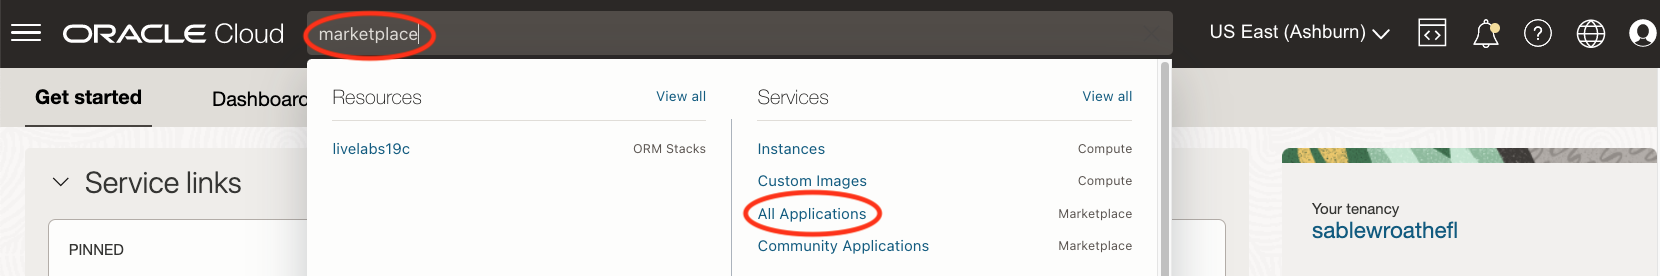 ORACLE Cloud
marketplace
US East (Ashburn)
Get started
Resources
View all
Services
View all
livelabs19c
ORM Stacks
Instances
Compute
Custom Images
Compute
All Applications
Marketplace
Community Applications
Marketplace
Service links
PINNED
Your tenancy
sablewroathefl